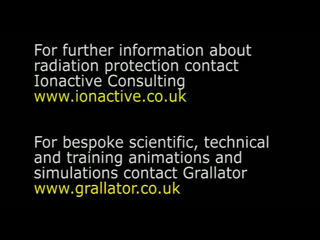 For further information about
radiation protection contact
Ionactive Consulting
www.ionactive.co.uk
For bespoke scientific, technical
and training animations and
simulations contact Grallator
www.grallator.co.uk